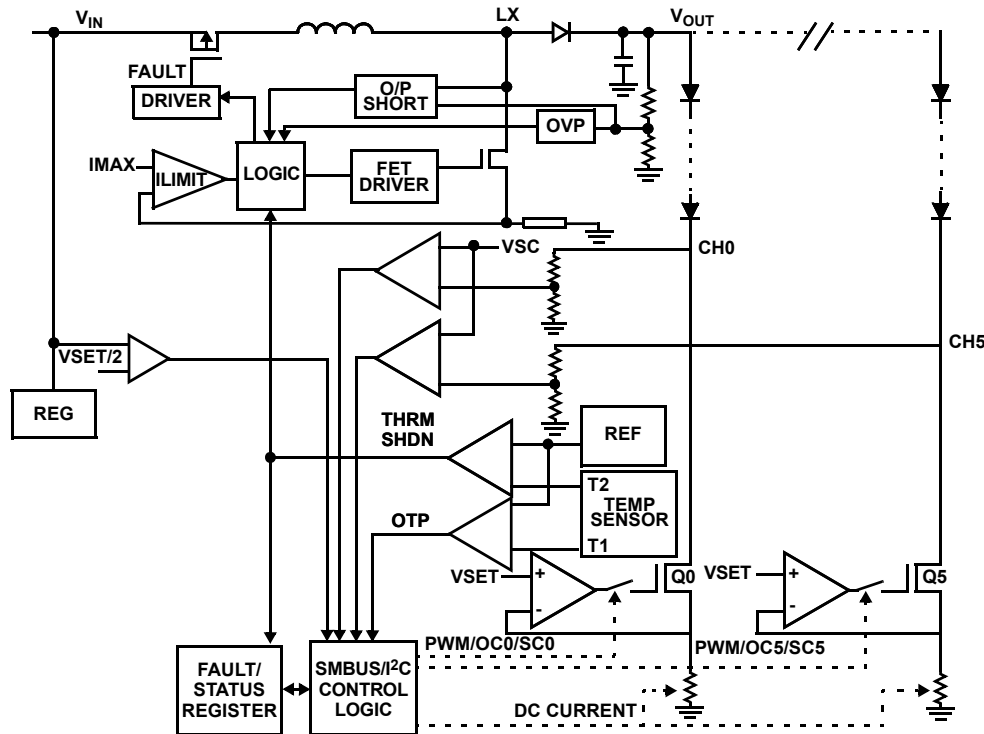 VIN
LX
VOUT
FAULT
DRIVER
O/P
SHORT
OVP
IMAX
ILIMIT
LOGIC
FET
DRIVER
VSC
CH0
VSET/2
CH5
REG
THRM
SHDN
REF
T2
TEMP
SENSOR
T1
OTP
VSET
+
-
Q0
VSET
+
-
Q5
PWM/OC0/SC0
PWM/OC5/SC5
FAULT/
STATUS
REGISTER
SMBUS/I²C
CONTROL
LOGIC
DC CURRENT